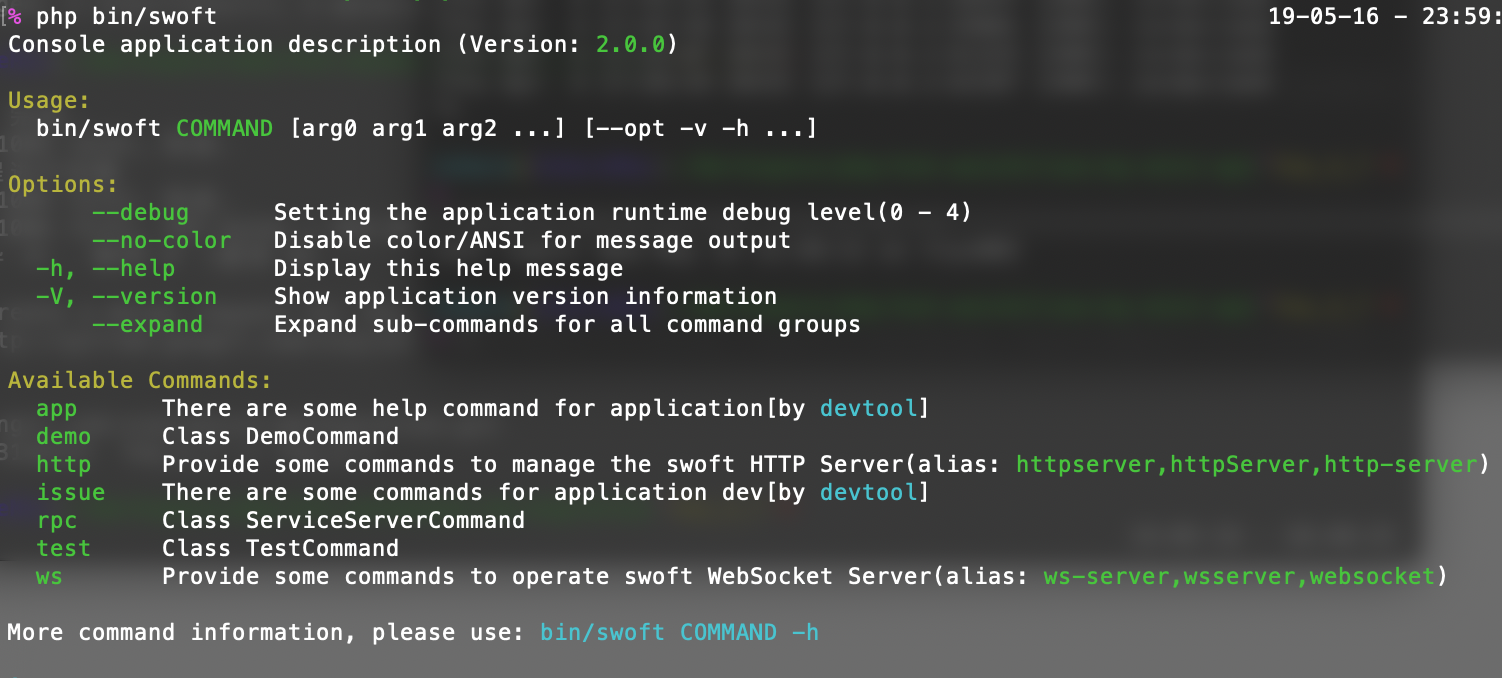 % php bin/swoft 19-05-16 - 23:59:
Console application description (Version: 2.0.0)
Usage:
bin/swoft COMMAND [arg0 arg1 arg2 ...] [--opt -v -h ...]
Options:
--debug Setting the application runtime debug level(0 - 4)
--no-color Disable color/ANSI for message output
-h, --help Display this help message
-V, --version Show application version information
--expand Expand sub-commands for all command groups
Available Commands:
app There are some help command for application[by devtool]
demo Class DemoCommand
http Provide some commands to manage the swoft HTTP Server(alias: httpserver,httpServer,http-server)
issue There are some commands for application dev[by devtool]
rpc Class ServiceServerCommand
test Class TestCommand
ws Provide some commands to operate swoft WebSocket Server(alias: ws-server,wsserver,websocket)
More command information, please use: bin/swoft COMMAND -h